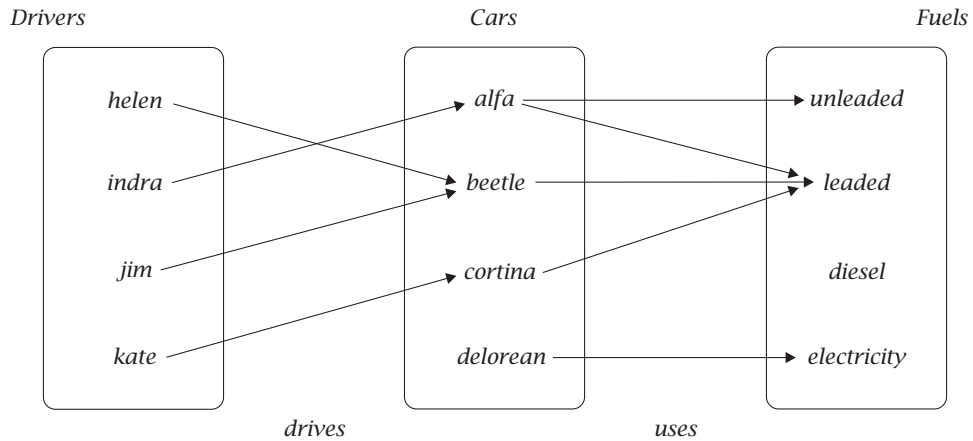 Drivers Cars Fuels
helen alfa unleaded
indra beetle leaded
jim cortina diesel
kate delorean electricity
drives uses